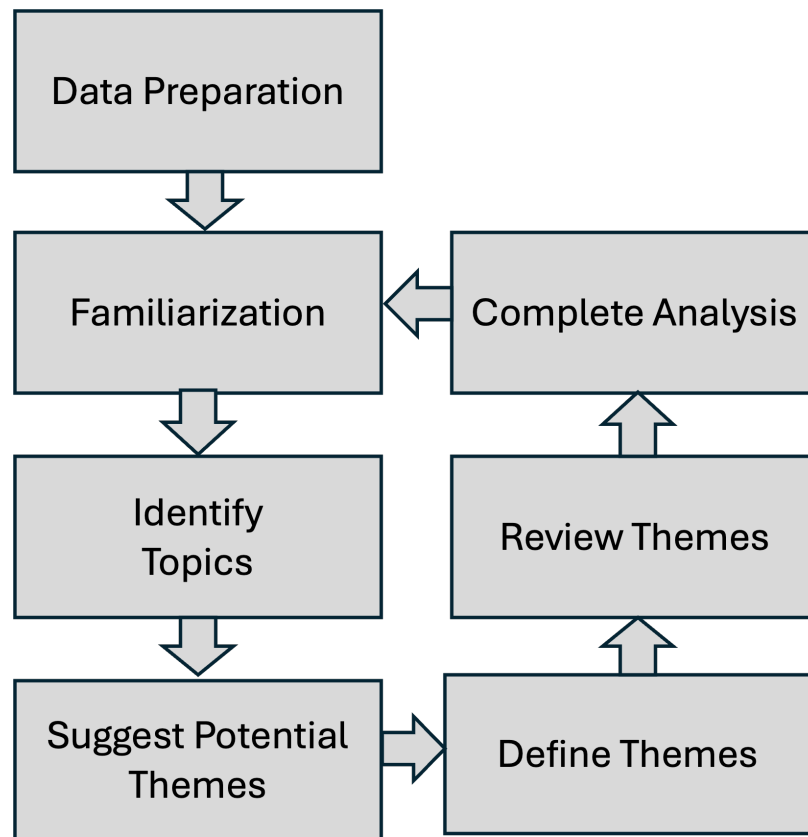 Data Preparation
Familiarization
Identify
Topics
Suggest Potential
Themes
Define Themes
Review Themes
Complete Analysis